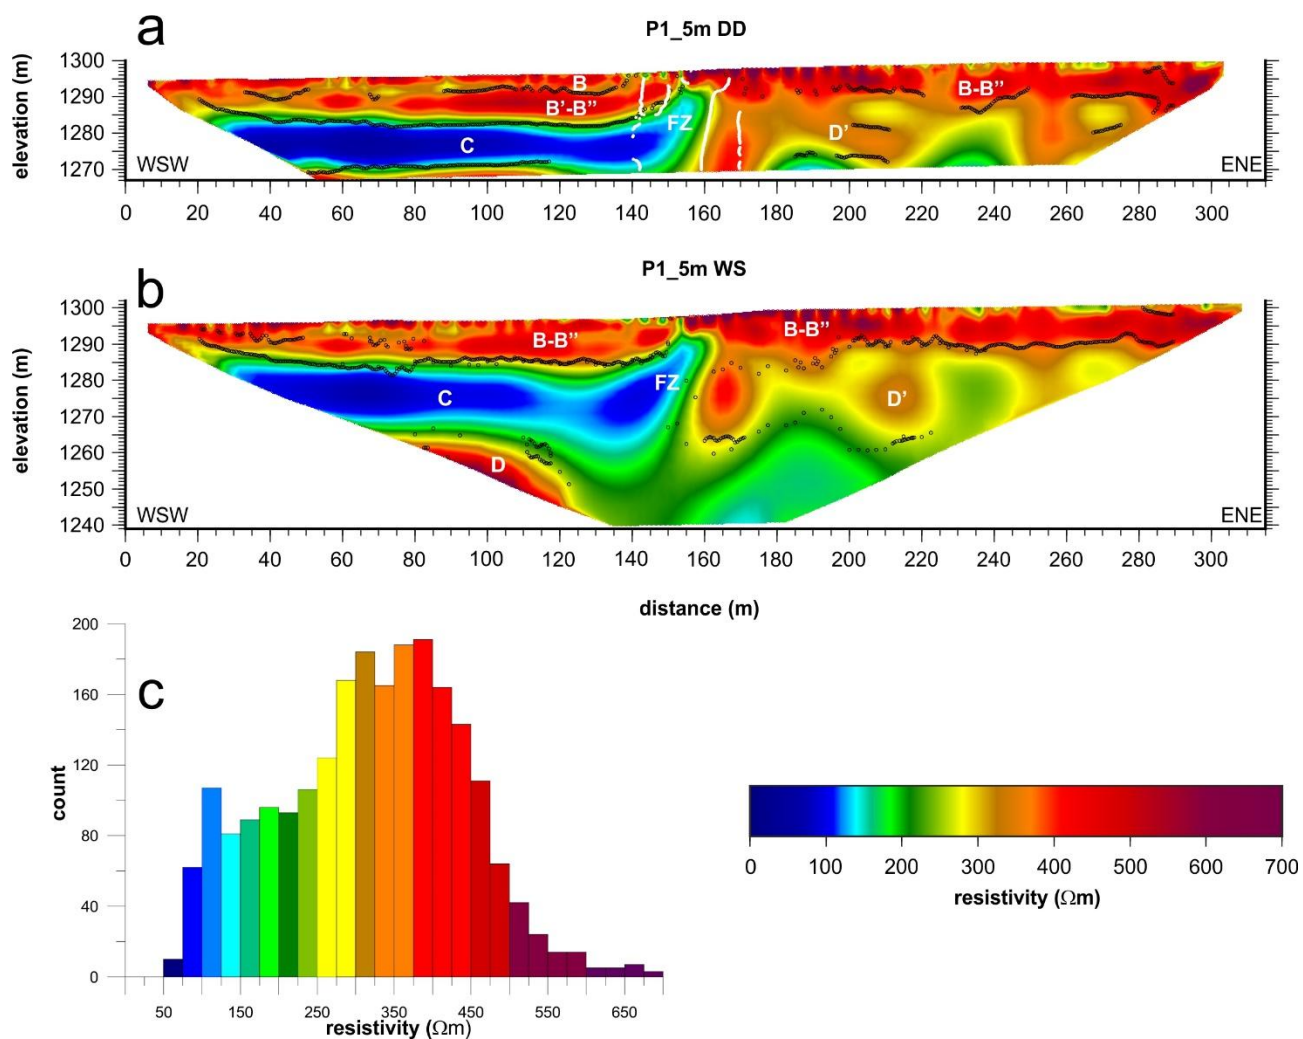 a
P1_5m DD
elevation (m)
1300
1290
1280
1270
B
B'-B''
C
FZ
D'
B-B''
WSW
ENE
0 20 40 60 80 100 120 140 160 180 200 220 240 260 280 300
b
P1_5m WS
elevation (m)
1300
1290
1280
1270
1260
1250
1240
B-B''
B-B''
C
FZ
D'
D
WSW
ENE
0 20 40 60 80 100 120 140 160 180 200 220 240 260 280 300
distance (m)
c
count
200
160
120
80
40
0
50 150 250 350 450 550 650
resistivity (Ωm)
0 100 200 300 400 500 600 700
resistivity (Ωm)